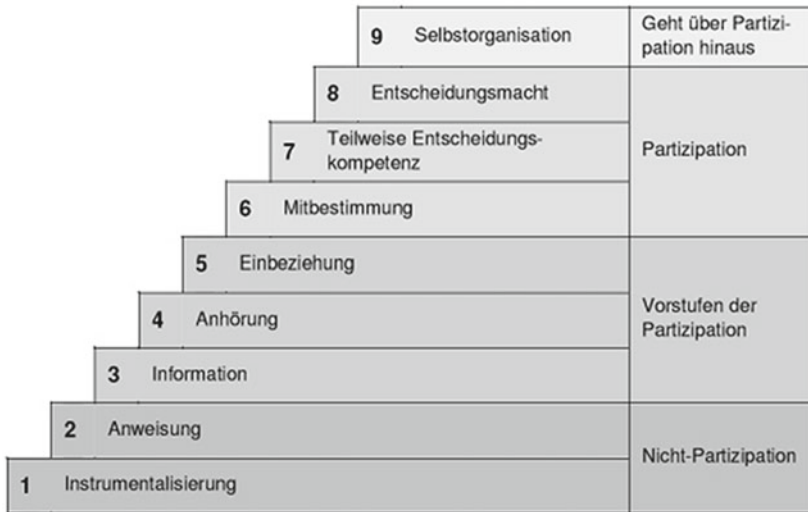 9 Selbstorganisation
Geht über Partizi-
pation hinaus
8 Entscheidungsmacht
7 Teilweise Entscheidungs-
kompetenz
Partizipation
6 Mitbestimmung
5 Einbeziehung
4 Anhörung
Vorstufen der
Partizipation
3 Information
2 Anweisung
Nicht-Partizipation
1 Instrumentalisierung